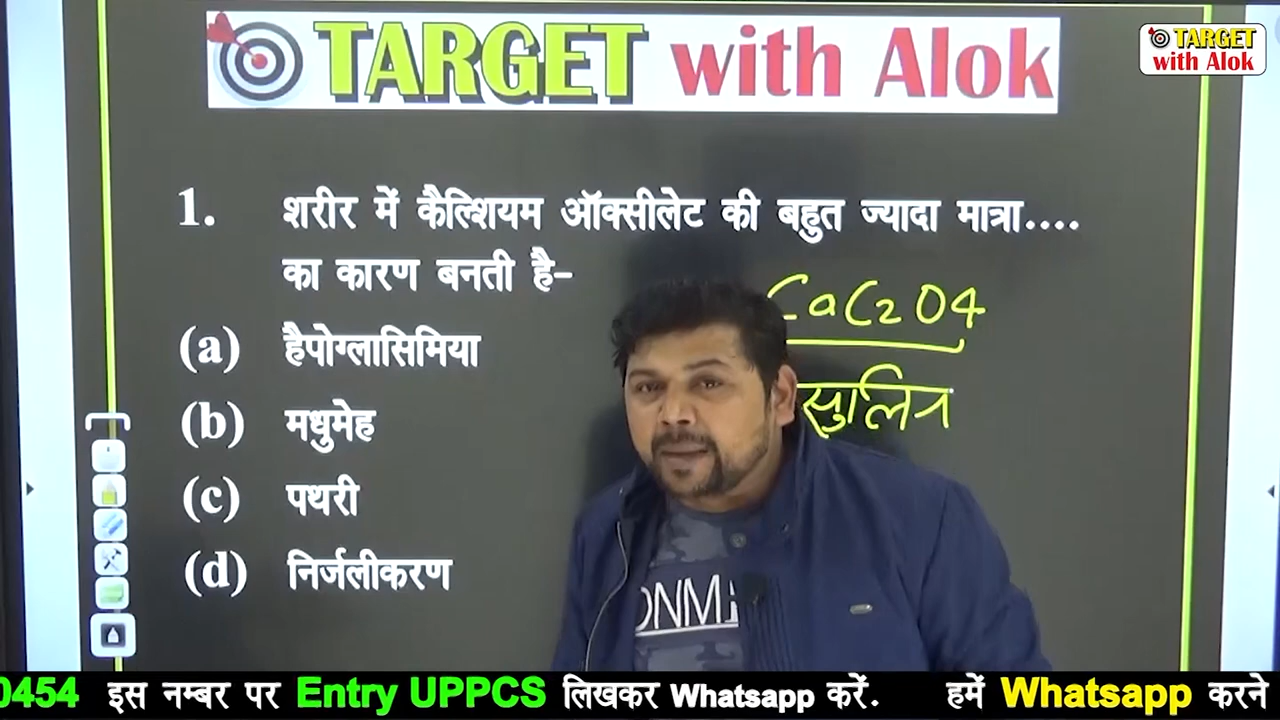 TARGET with Alok
TARGET
with Alok
1. शरीर में कैल्शियम ऑक्सीलेट की बहुत ज्यादा मात्रा....
का कारण बनती है-
CaC2O4
(a) हैपोग्लासिमिया
सुलिन
(b) मधुमेह
(c) पथरी
(d) निर्जलीकरण
0454 इस नम्बर पर Entry UPPCS लिखकर Whatsapp करें. हमें Whatsapp करने